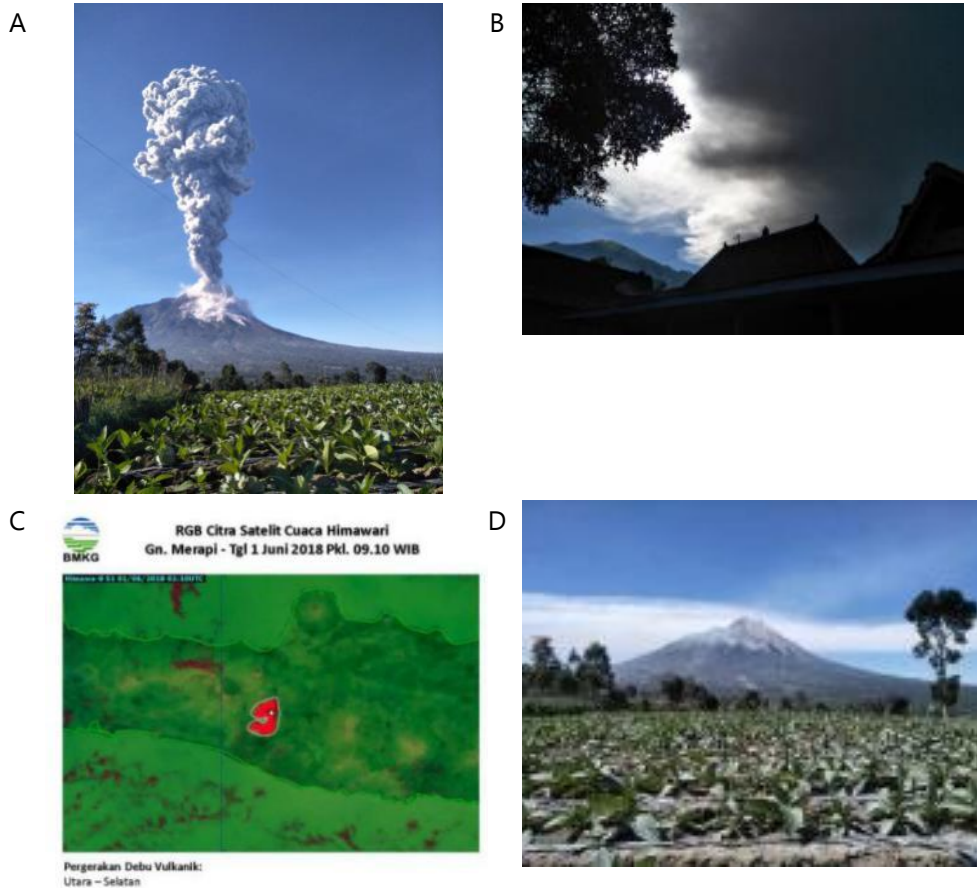 A
B
C
BMKG
RGB Citra Satelit Cuaca Himawari
Gn. Merapi - Tgl 1 Juni 2018 Pkl. 09.10 WIB
D
Pergerakan Debu Vulkanik:
Utara – Selatan